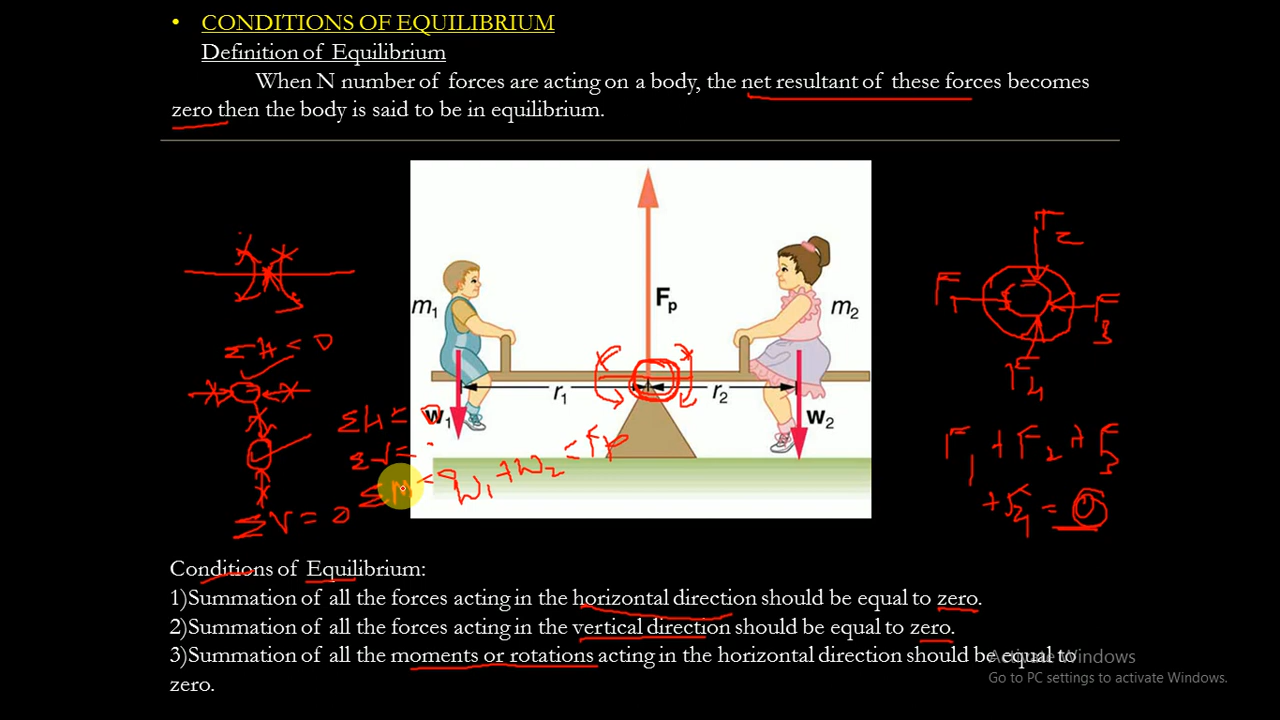 • CONDITIONS OF EQUILIBRIUM
Definition of Equilibrium
When N number of forces are acting on a body, the net resultant of these forces becomes
zero then the body is said to be in equilibrium.
F₂
F₁
F₃
F₄
Fp
m₁
m₂
r₁
r₂
w₁
w₂
ΣH = 0
ΣH = 0
ΣV =
ΣM =
W₁ + W₂ = Fp
ΣV = 0
F₁ + F₂ + F₃
+ F₄ = 0
Conditions of Equilibrium:
1)Summation of all the forces acting in the horizontal direction should be equal to zero.
2)Summation of all the forces acting in the vertical direction should be equal to zero.
3)Summation of all the moments or rotations acting in the horizontal direction should be equal to
zero.
Activate Windows
Go to PC settings to activate Windows.